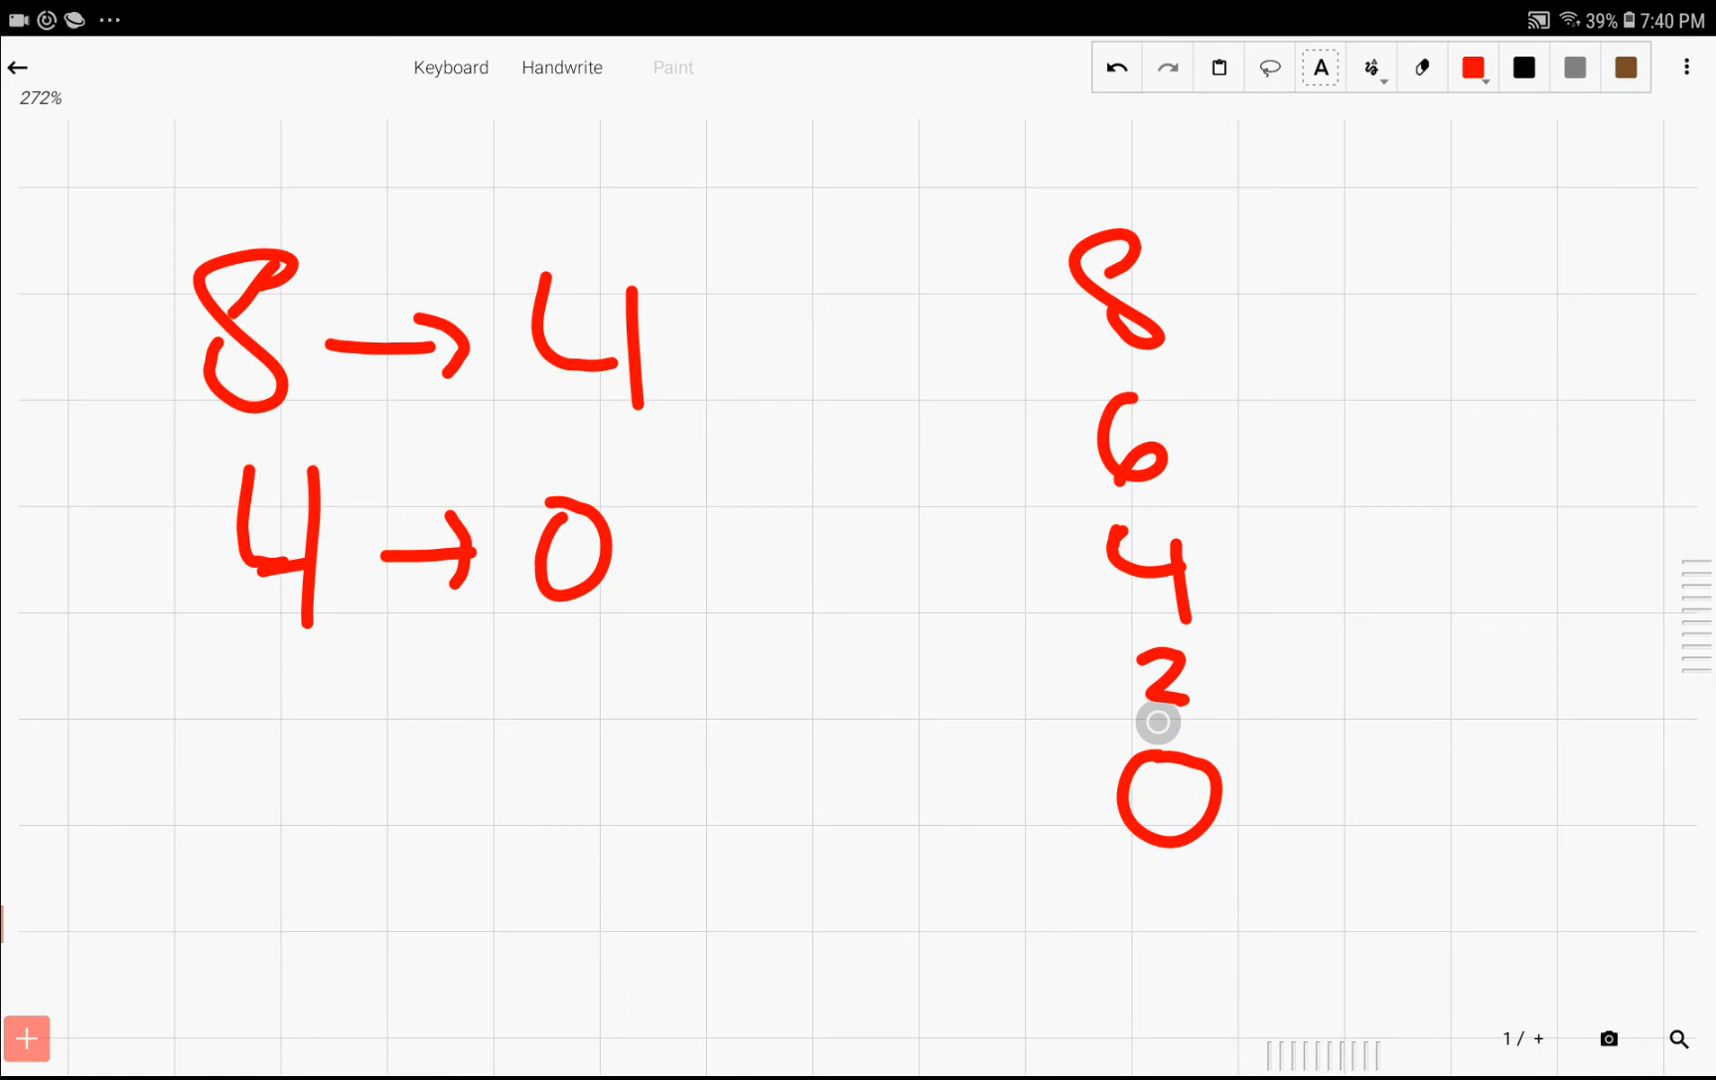 39% 7:40 PM
Keyboard Handwrite Paint A
272%
8 → 4
4 → 0
8
6
4
2
0
1 / +